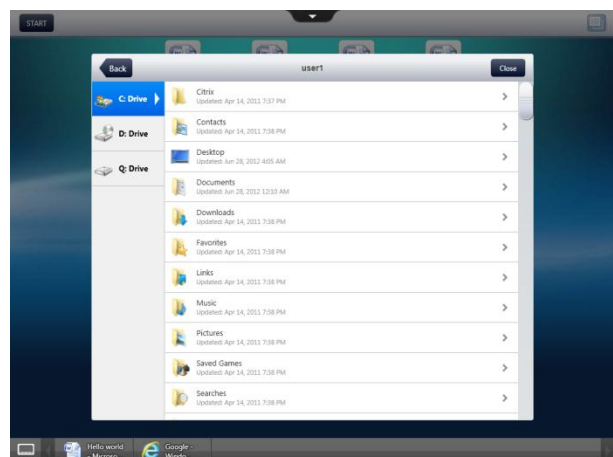 START
Back
user1
Close
C: Drive
D: Drive
Q: Drive
Citrix
Updated: Apr 14, 2011 7:37 PM
Contacts
Updated: Apr 14, 2011 7:38 PM
Desktop
Updated: Jun 28, 2012 4:05 AM
Documents
Updated: Jun 28, 2012 12:10 AM
Downloads
Updated: Apr 14, 2011 7:38 PM
Favorites
Updated: Apr 14, 2011 7:38 PM
Links
Updated: Apr 14, 2011 7:38 PM
Music
Updated: Apr 14, 2011 7:38 PM
Pictures
Updated: Apr 14, 2011 7:38 PM
Saved Games
Updated: Apr 14, 2011 7:38 PM
Searches
Updated: Apr 14, 2011 7:38 PM
Hello world
- Microso
Google -
Windo